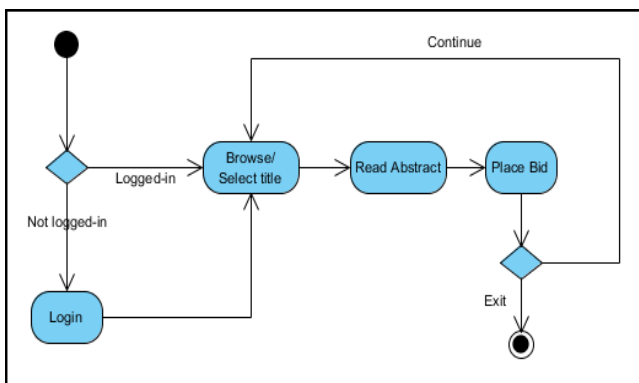 Continue
Browse/
Select title
Read Abstract
Place Bid
Logged-in
Not logged-in
Login
Exit